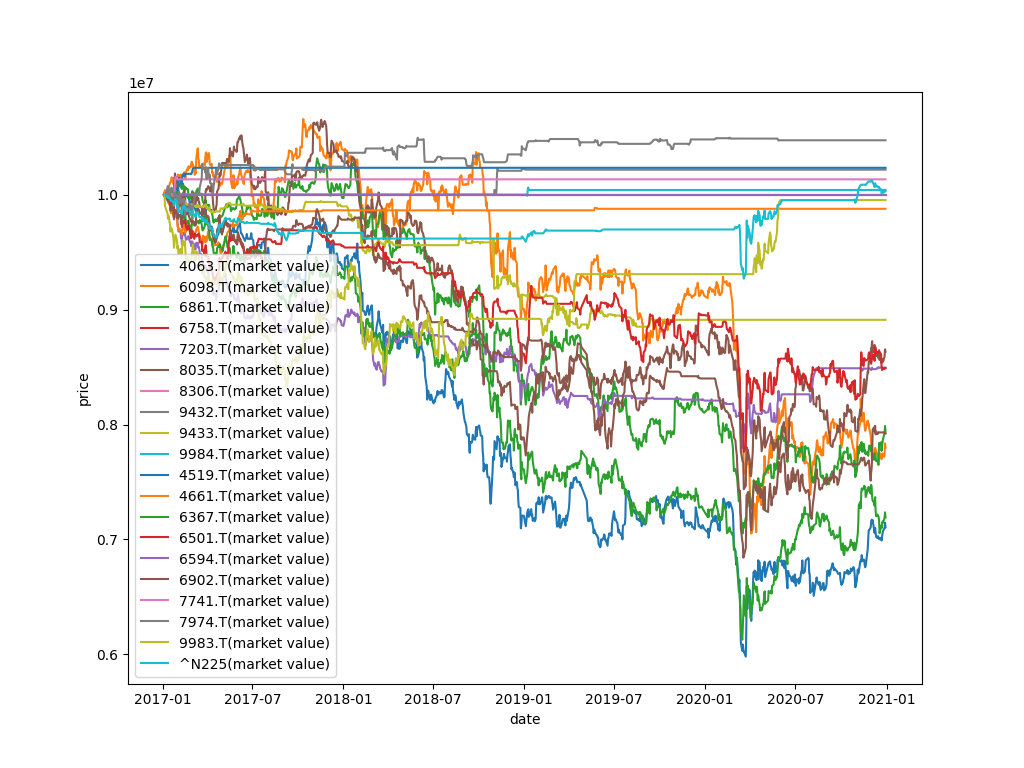 1e7
1.0
0.9
0.8
0.7
0.6
price
4063.T(market value)
6098.T(market value)
6861.T(market value)
6758.T(market value)
7203.T(market value)
8035.T(market value)
8306.T(market value)
9432.T(market value)
9433.T(market value)
9984.T(market value)
4519.T(market value)
4661.T(market value)
6367.T(market value)
6501.T(market value)
6594.T(market value)
6902.T(market value)
7741.T(market value)
7974.T(market value)
9983.T(market value)
^N225(market value)
2017-01 2017-07 2018-01 2018-07 2019-01 2019-07 2020-01 2020-07 2021-01
date